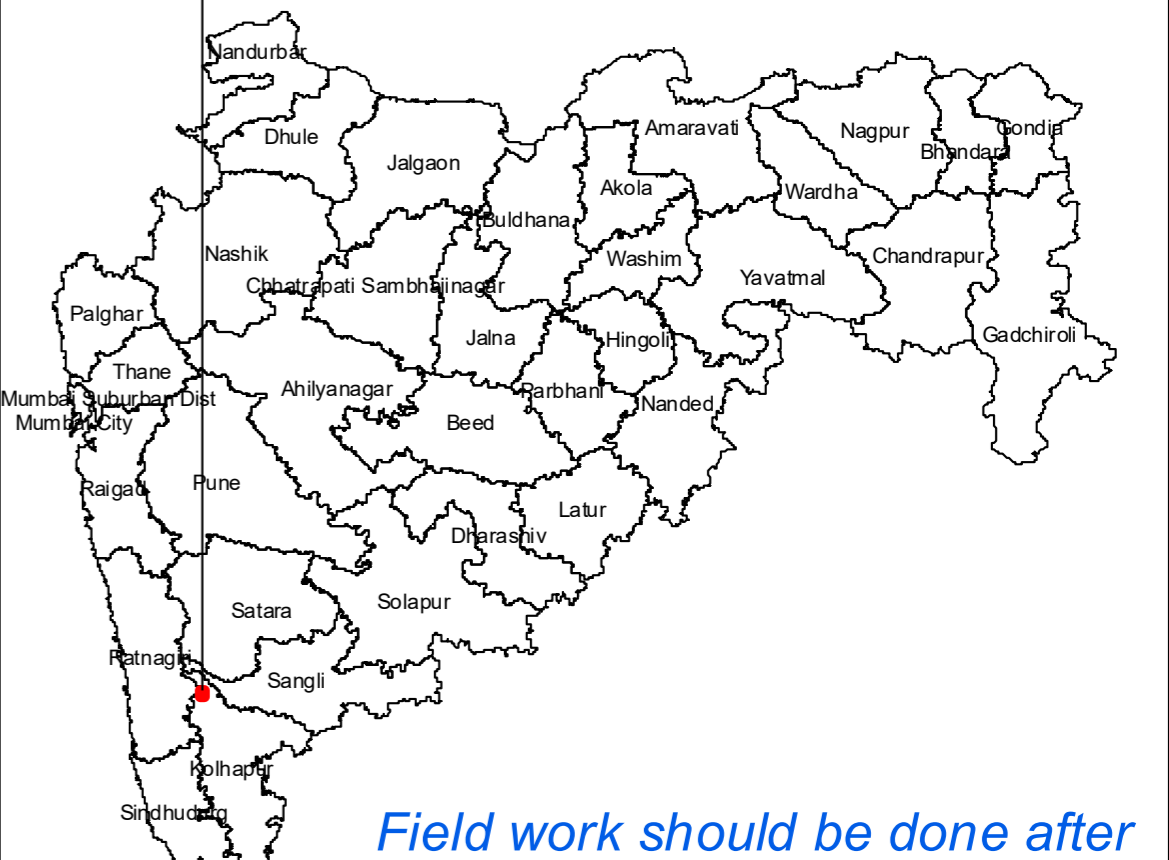 Nandurbar
Dhule
Jalgaon
Amaravati
Nagpur
Gondia
Bhandara
Akola
Wardha
Buldhana
Nashik
Washim
Chandrapur
Yavatmal
Chhatrapati Sambhajinagar
Palghar
Jalna
Hingoli
Gadchiroli
Thane
Ahilyanagar
Parbhani
Mumbai Suburban Dist
Nanded
Mumbai City
Beed
Raigad
Pune
Latur
Dharashiv
Satara
Solapur
Ratnagiri
Sangli
Kolhapur
Sindhudurg
Field work should be done after